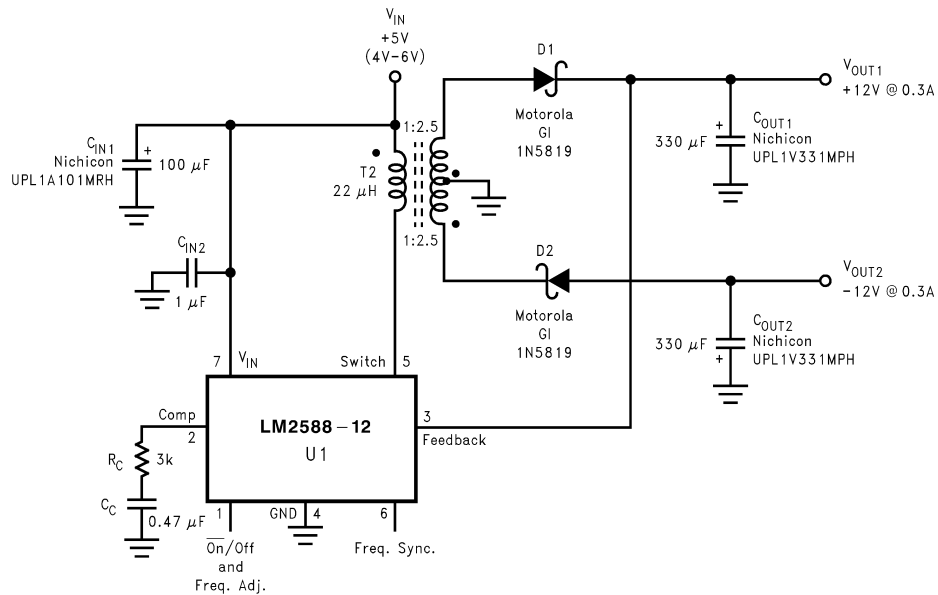 V_IN
+5V
(4V-6V)
C_IN1
Nichicon
UPL1A101MRH
+
100 μF
C_IN2
1 μF
1:2.5
T2
22 μH
1:2.5
D1
Motorola
GI
1N5819
V_OUT1
+12V @ 0.3A
330 μF
+
C_OUT1
Nichicon
UPL1V331MPH
D2
Motorola
GI
1N5819
V_OUT2
-12V @ 0.3A
330 μF
+
C_OUT2
Nichicon
UPL1V331MPH
7
V_IN
Switch
5
Comp
2
LM2588-12
U1
3
Feedback
R_C
3k
C_C
0.47 μF
1
GND
4
6
On/Off
and
Freq. Adj.
Freq. Sync.